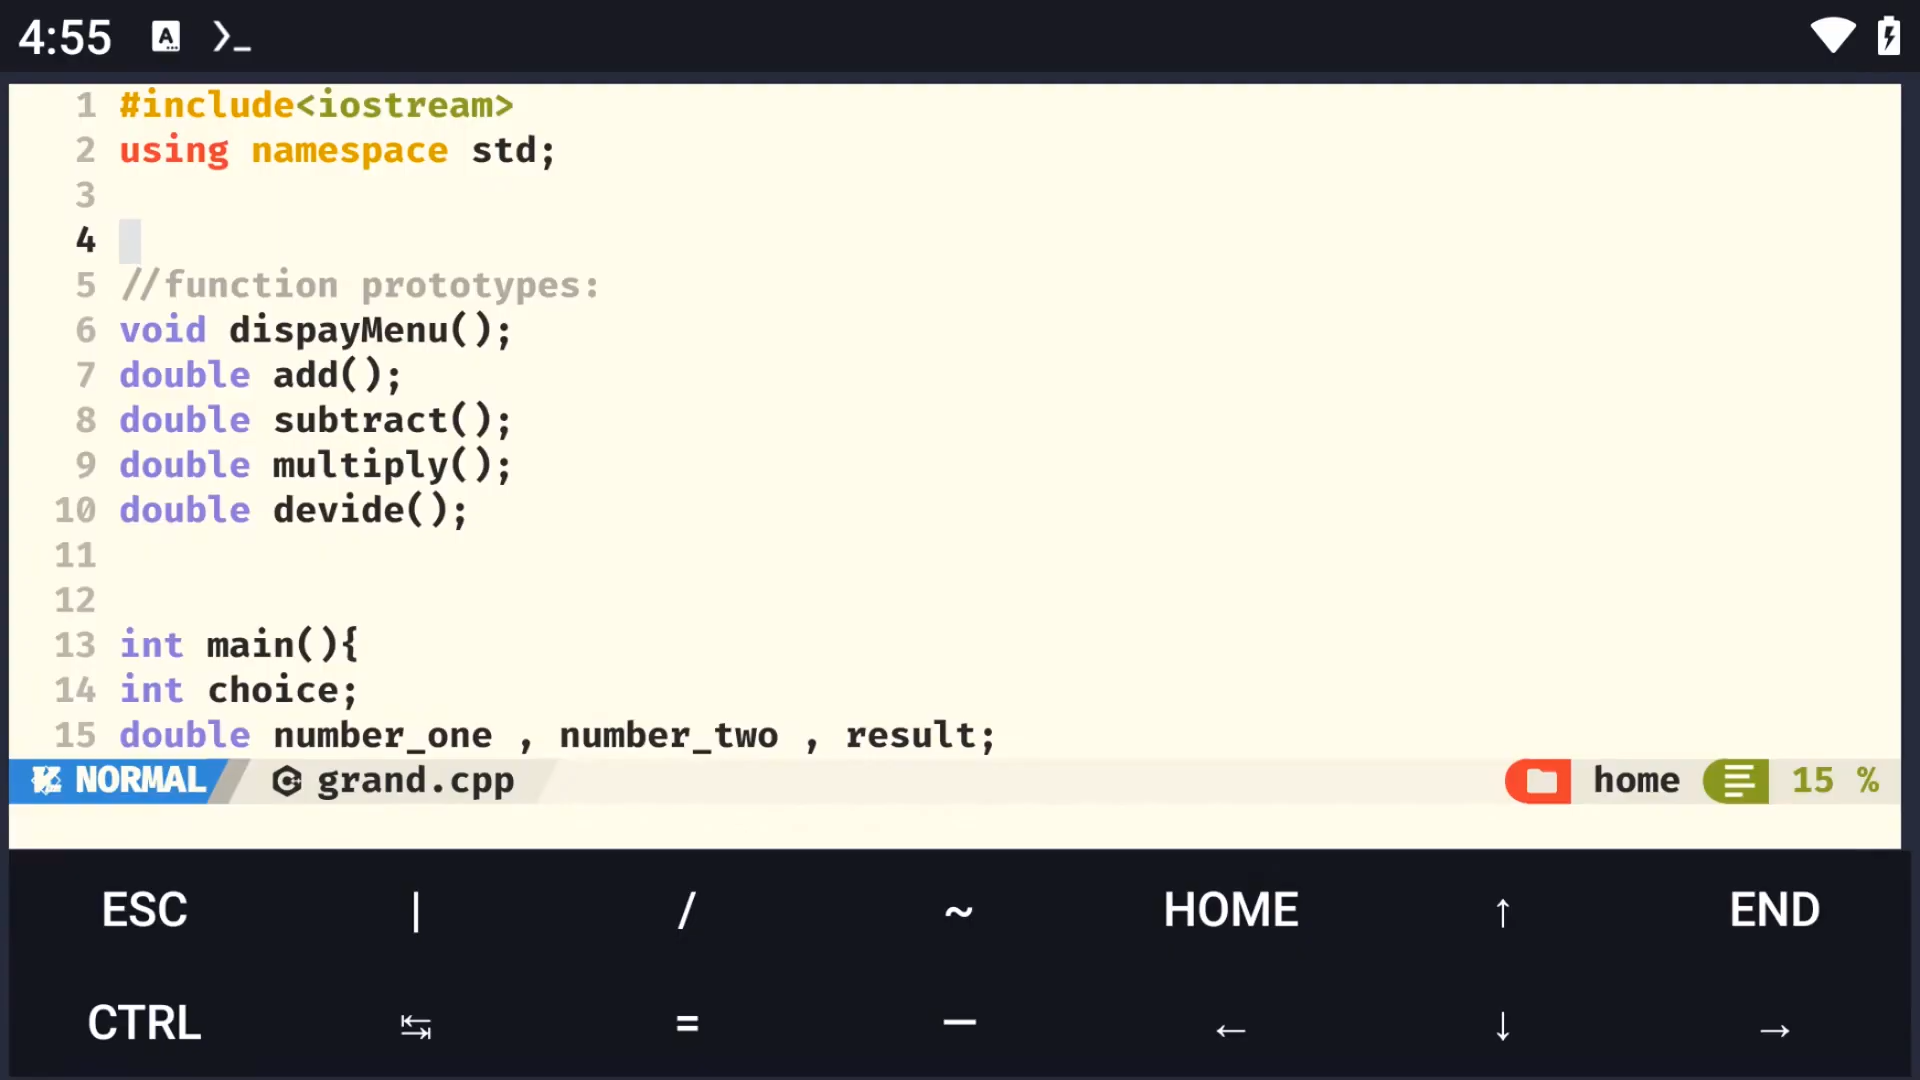 4:55
1 #include<iostream>
2 using namespace std;
3
4
5 //function prototypes:
6 void dispayMenu();
7 double add();
8 double subtract();
9 double multiply();
10 double devide();
11
12
13 int main(){
14 int choice;
15 double number_one , number_two , result;
NORMAL grand.cpp home 15 %
ESC | / ~ HOME ↑ END
CTRL ↹ = — ← ↓ →